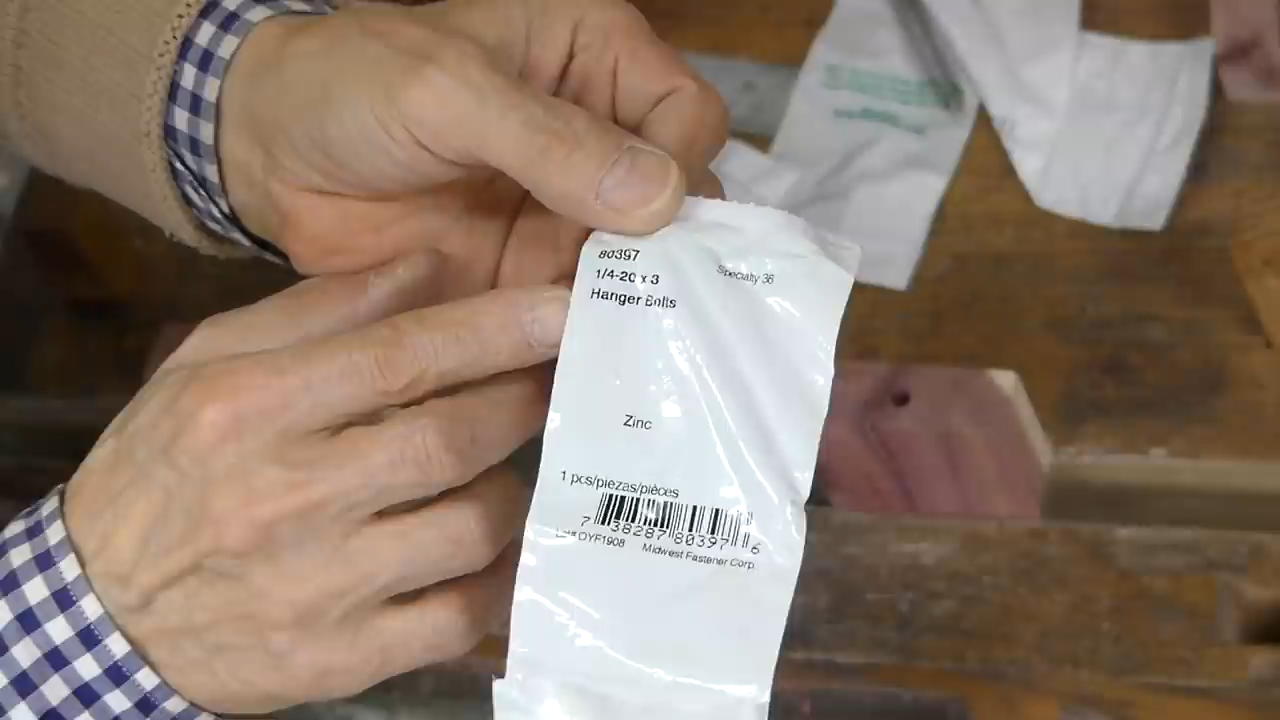 80397
Specialty 36
1/4-20 x 3
Hanger Bolts
Zinc
1 pcs/piezas/pièces
7 38287 80397 6
Lot# OYF1908 Midwest Fastener Corp.